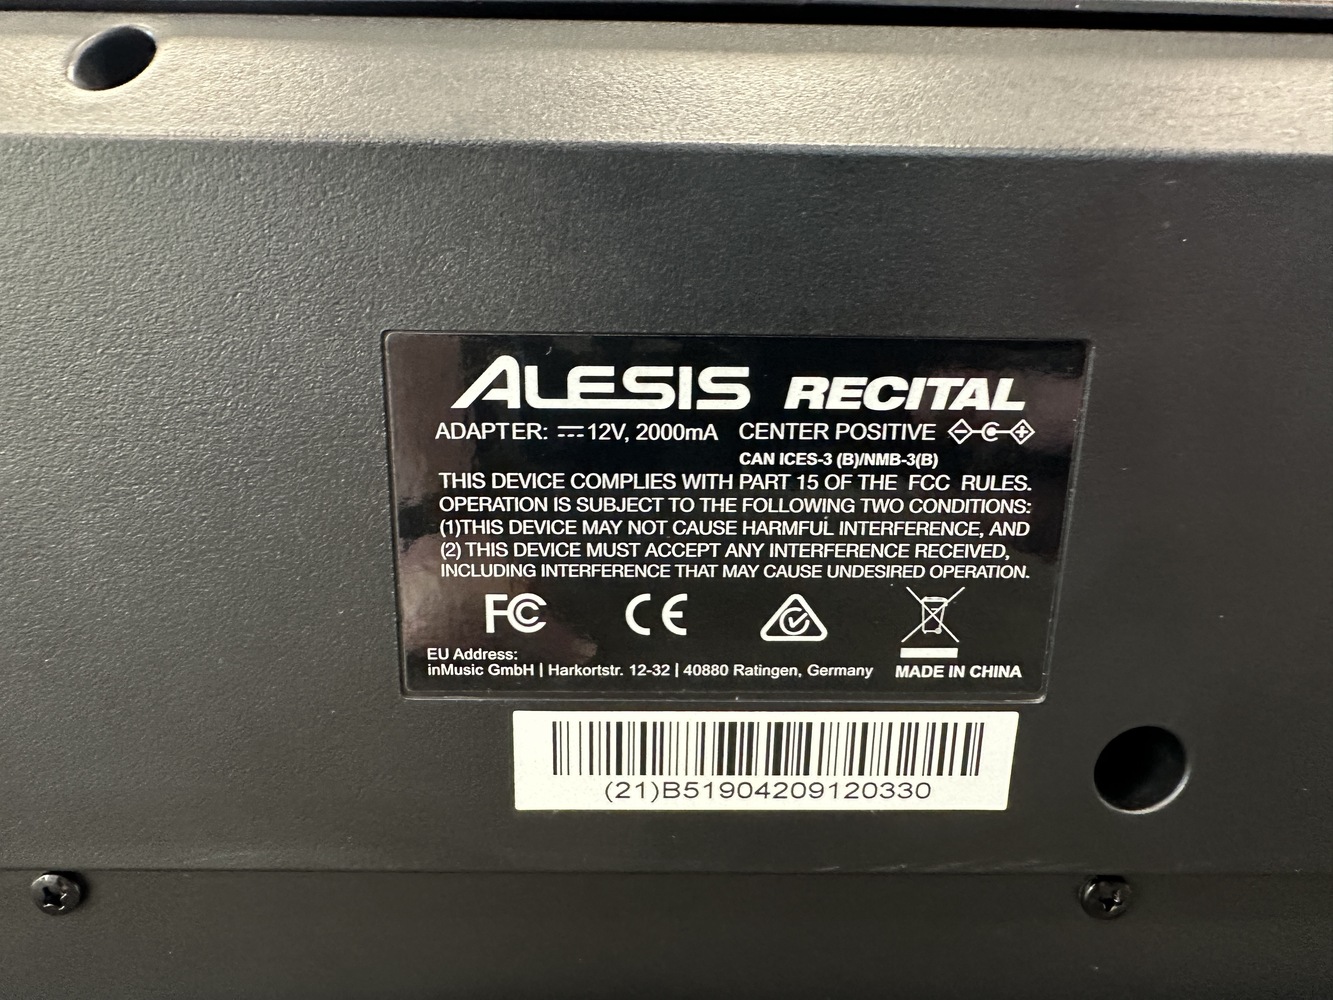 ALESIS RECITAL
ADAPTER: 12V, 2000mA CENTER POSITIVE
CAN ICES-3 (B)/NMB-3(B)
THIS DEVICE COMPLIES WITH PART 15 OF THE FCC RULES.
OPERATION IS SUBJECT TO THE FOLLOWING TWO CONDITIONS:
(1)THIS DEVICE MAY NOT CAUSE HARMFUL INTERFERENCE, AND
(2) THIS DEVICE MUST ACCEPT ANY INTERFERENCE RECEIVED,
INCLUDING INTERFERENCE THAT MAY CAUSE UNDESIRED OPERATION.
FC CE
EU Address:
inMusic GmbH | Harkortstr. 12-32 | 40880 Ratingen, Germany MADE IN CHINA
(21)B51904209120330